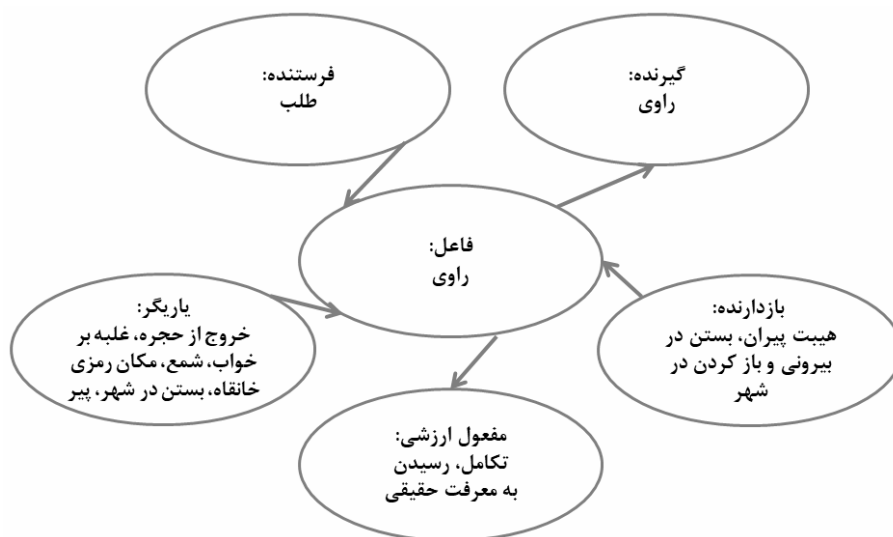 گیرنده:
راوی
فرستنده:
طلب
فاعل:
راوی
بازدارنده:
هیبت پیران، بستن در
بیرونی و باز کردن در
شهر
یاریگر:
خروج از حجره، غلبه بر
خواب، شمع، مکان رمزی
خانقاه، بستن در شهر، پیر
مفعول ارزشی:
تکامل، رسیدن
به معرفت حقیقی